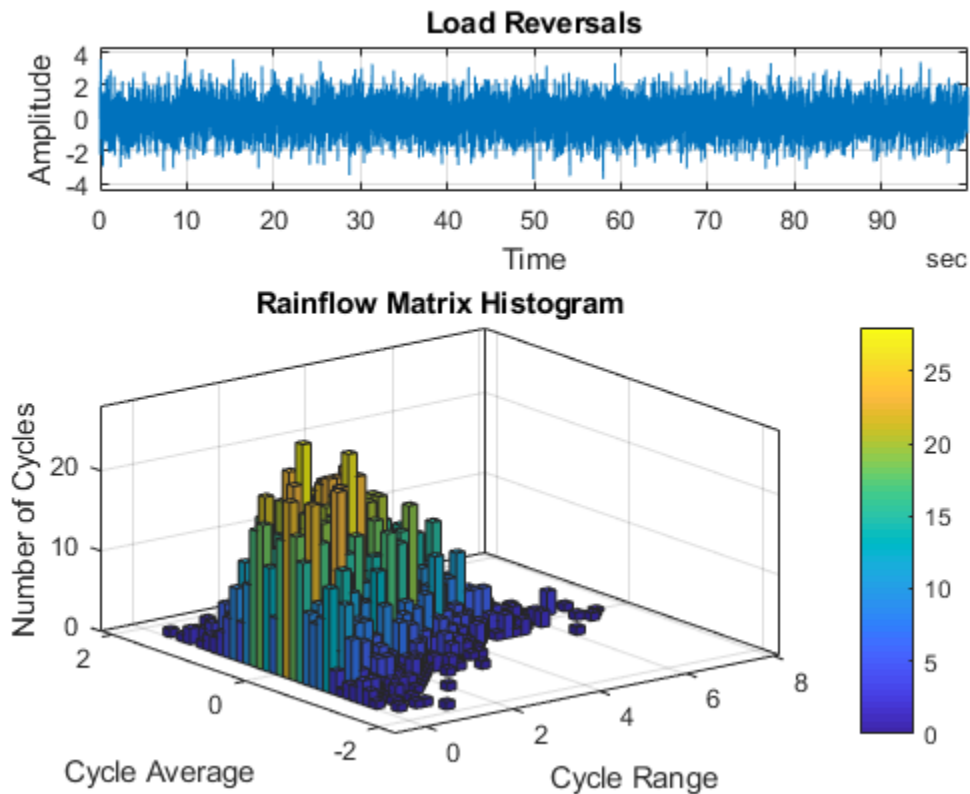 Load Reversals
4
2
0
-2
-4
Amplitude
0 10 20 30 40 50 60 70 80 90
Time
sec
Rainflow Matrix Histogram
20
10
0
Number of Cycles
2
0
-2
Cycle Average
0
2
4
6
8
Cycle Range
25
20
15
10
5
0